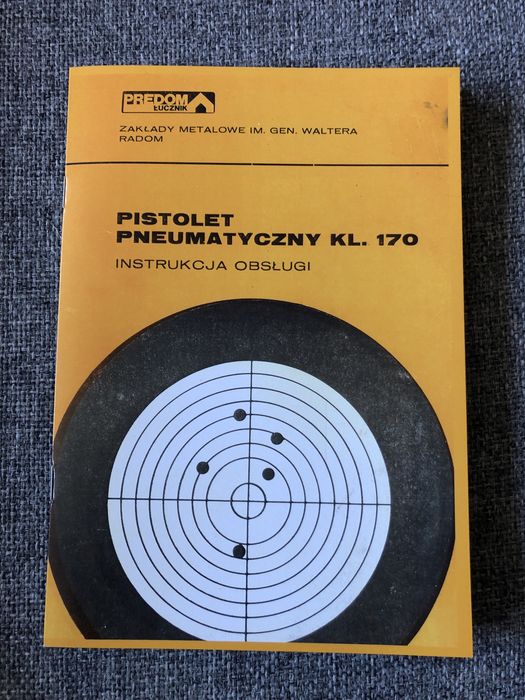 PREDOM
ŁUCZNIK
ZAKŁADY METALOWE IM. GEN. WALTERA
RADOM
PISTOLET
PNEUMATYCZNY KL. 170
INSTRUKCJA OBSŁUGI